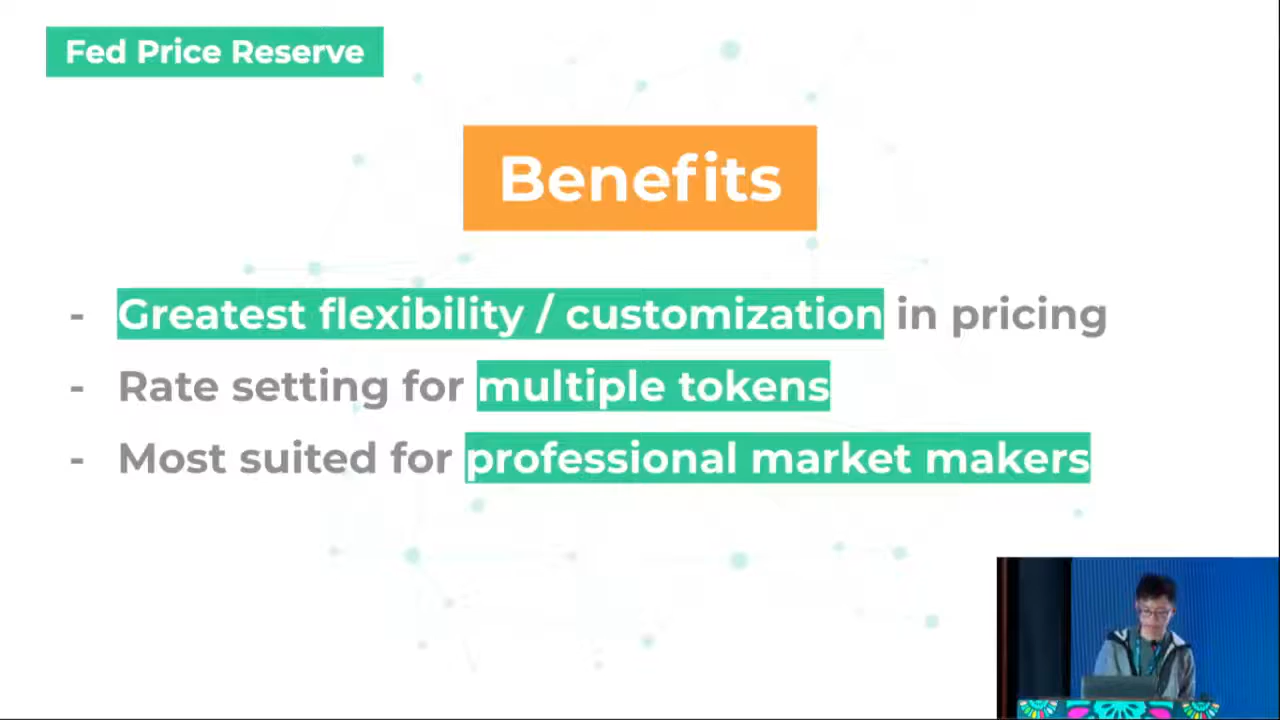 Fed Price Reserve
Benefits
- Greatest flexibility / customization in pricing
- Rate setting for multiple tokens
- Most suited for professional market makers